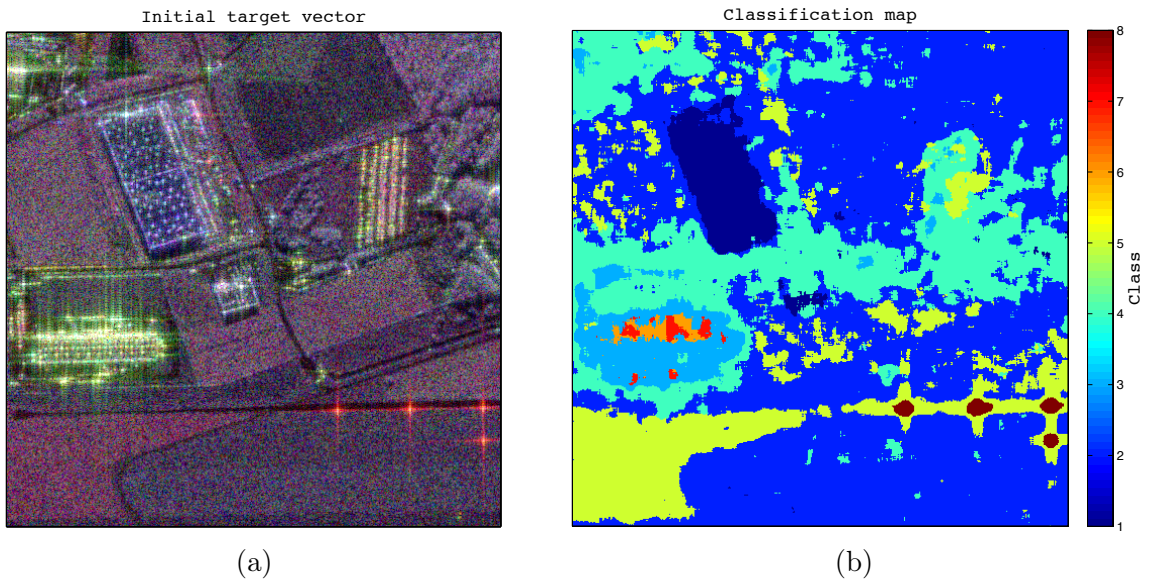 Initial target vector
Classification map
8
7
6
5
4
3
2
1
Class
(a)
(b)